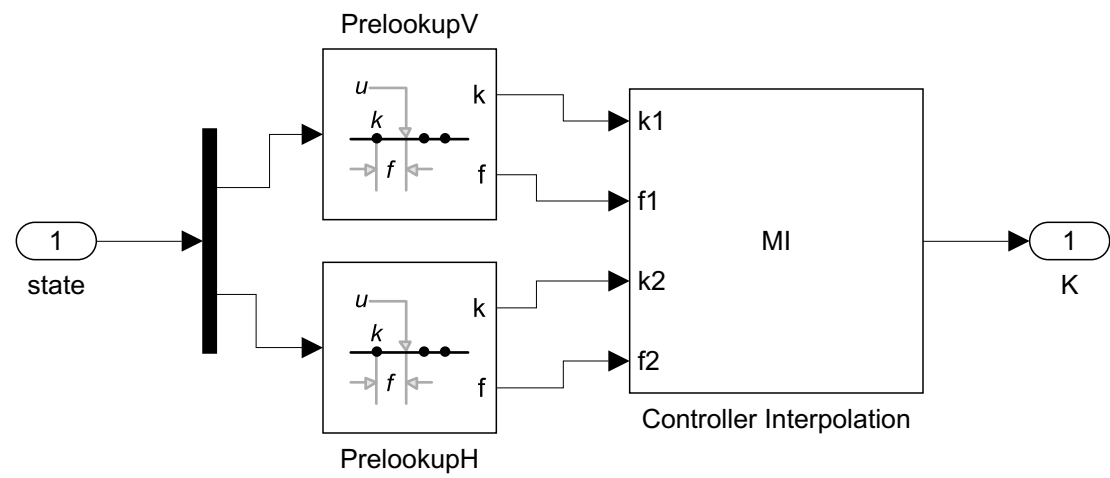 PrelookupV
u
k
f
k
f
k1
f1
k2
f2
MI
1
state
1
K
u
k
f
k
f
Controller Interpolation
PrelookupH